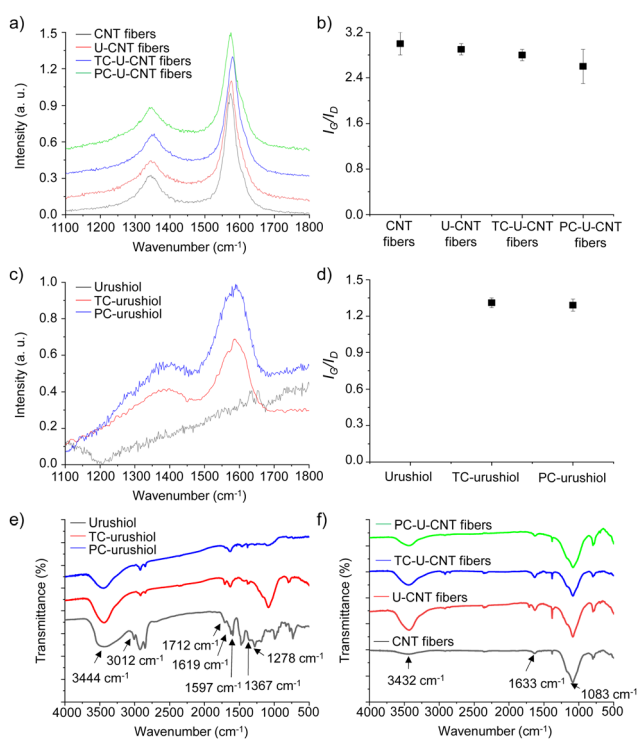 a)
CNT fibers
U-CNT fibers
TC-U-CNT fibers
PC-U-CNT fibers
Intensity (a. u.)
1.5
1.2
0.9
0.6
0.3
0.0
1100 1200 1300 1400 1500 1600 1700 1800
Wavenumber (cm-1)
b)
IG/ID
3.2
2.4
1.6
0.8
0.0
CNT fibers
U-CNT fibers
TC-U-CNT fibers
PC-U-CNT fibers
c)
Urushiol
TC-urushiol
PC-urushiol
Intensity (a. u.)
1.0
0.8
0.6
0.4
0.2
0.0
1100 1200 1300 1400 1500 1600 1700 1800
Wavenumber (cm-1)
d)
IG/ID
1.5
1.2
0.9
0.6
0.3
0.0
Urushiol TC-urushiol PC-urushiol
e)
Urushiol
TC-urushiol
PC-urushiol
Transmittance (%)
3444 cm-1
3012 cm-1
1712 cm-1
1619 cm-1
1597 cm-1
1367 cm-1
1278 cm-1
4000 3500 3000 2500 2000 1500 1000 500
Wavenumber (cm-1)
f)
PC-U-CNT fibers
TC-U-CNT fibers
U-CNT fibers
CNT fibers
Transmittance (%)
3432 cm-1
1633 cm-1
1083 cm-1
4000 3500 3000 2500 2000 1500 1000 500
Wavenumber (cm-1)